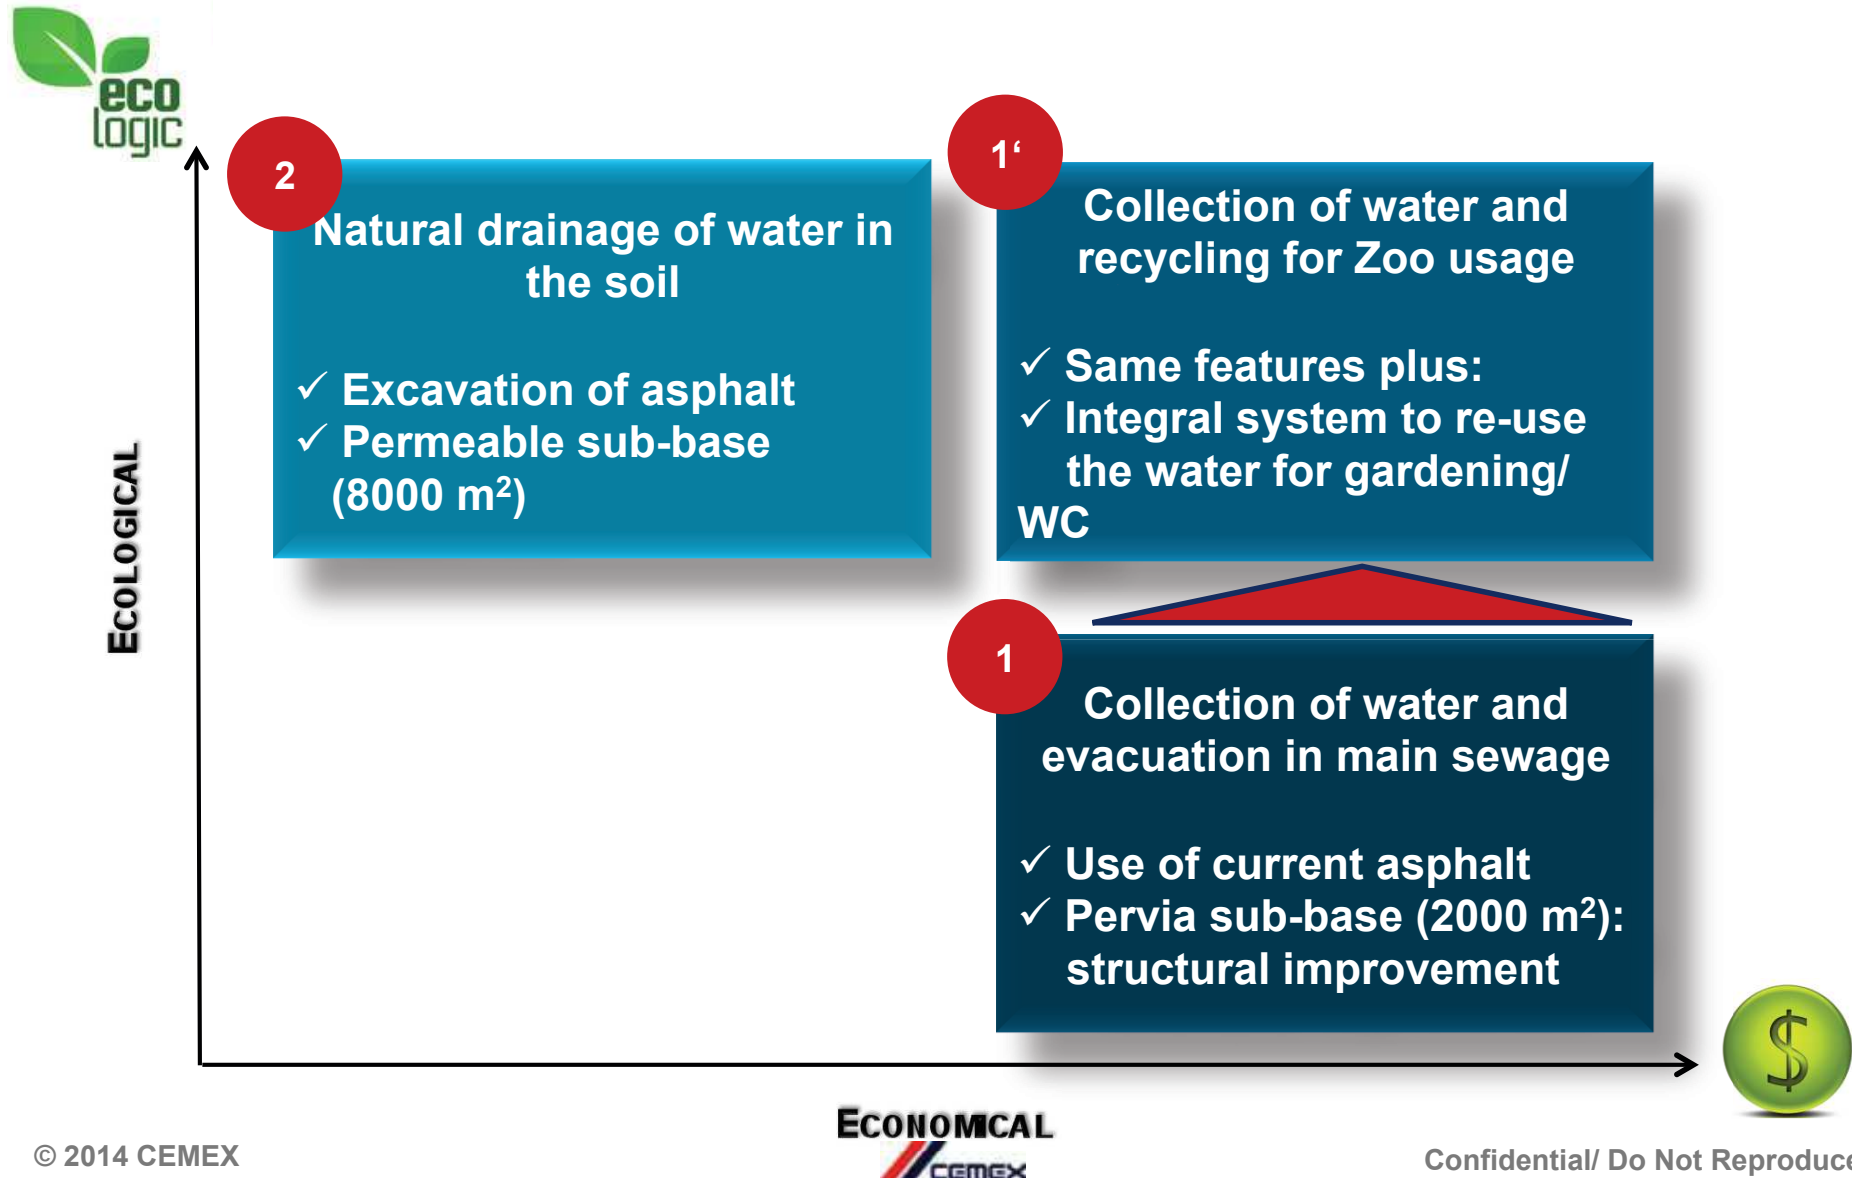 eco
logic
2
Natural drainage of water in
the soil
✓ Excavation of asphalt
✓ Permeable sub-base
(8000 m²)
1‘
Collection of water and
recycling for Zoo usage
✓ Same features plus:
✓ Integral system to re-use
the water for gardening/
WC
1
Collection of water and
evacuation in main sewage
✓ Use of current asphalt
✓ Pervia sub-base (2000 m²):
structural improvement
ECOLOGICAL
$
ECONOMICAL
© 2014 CEMEX
CEMEX
Confidential/ Do Not Reproduce